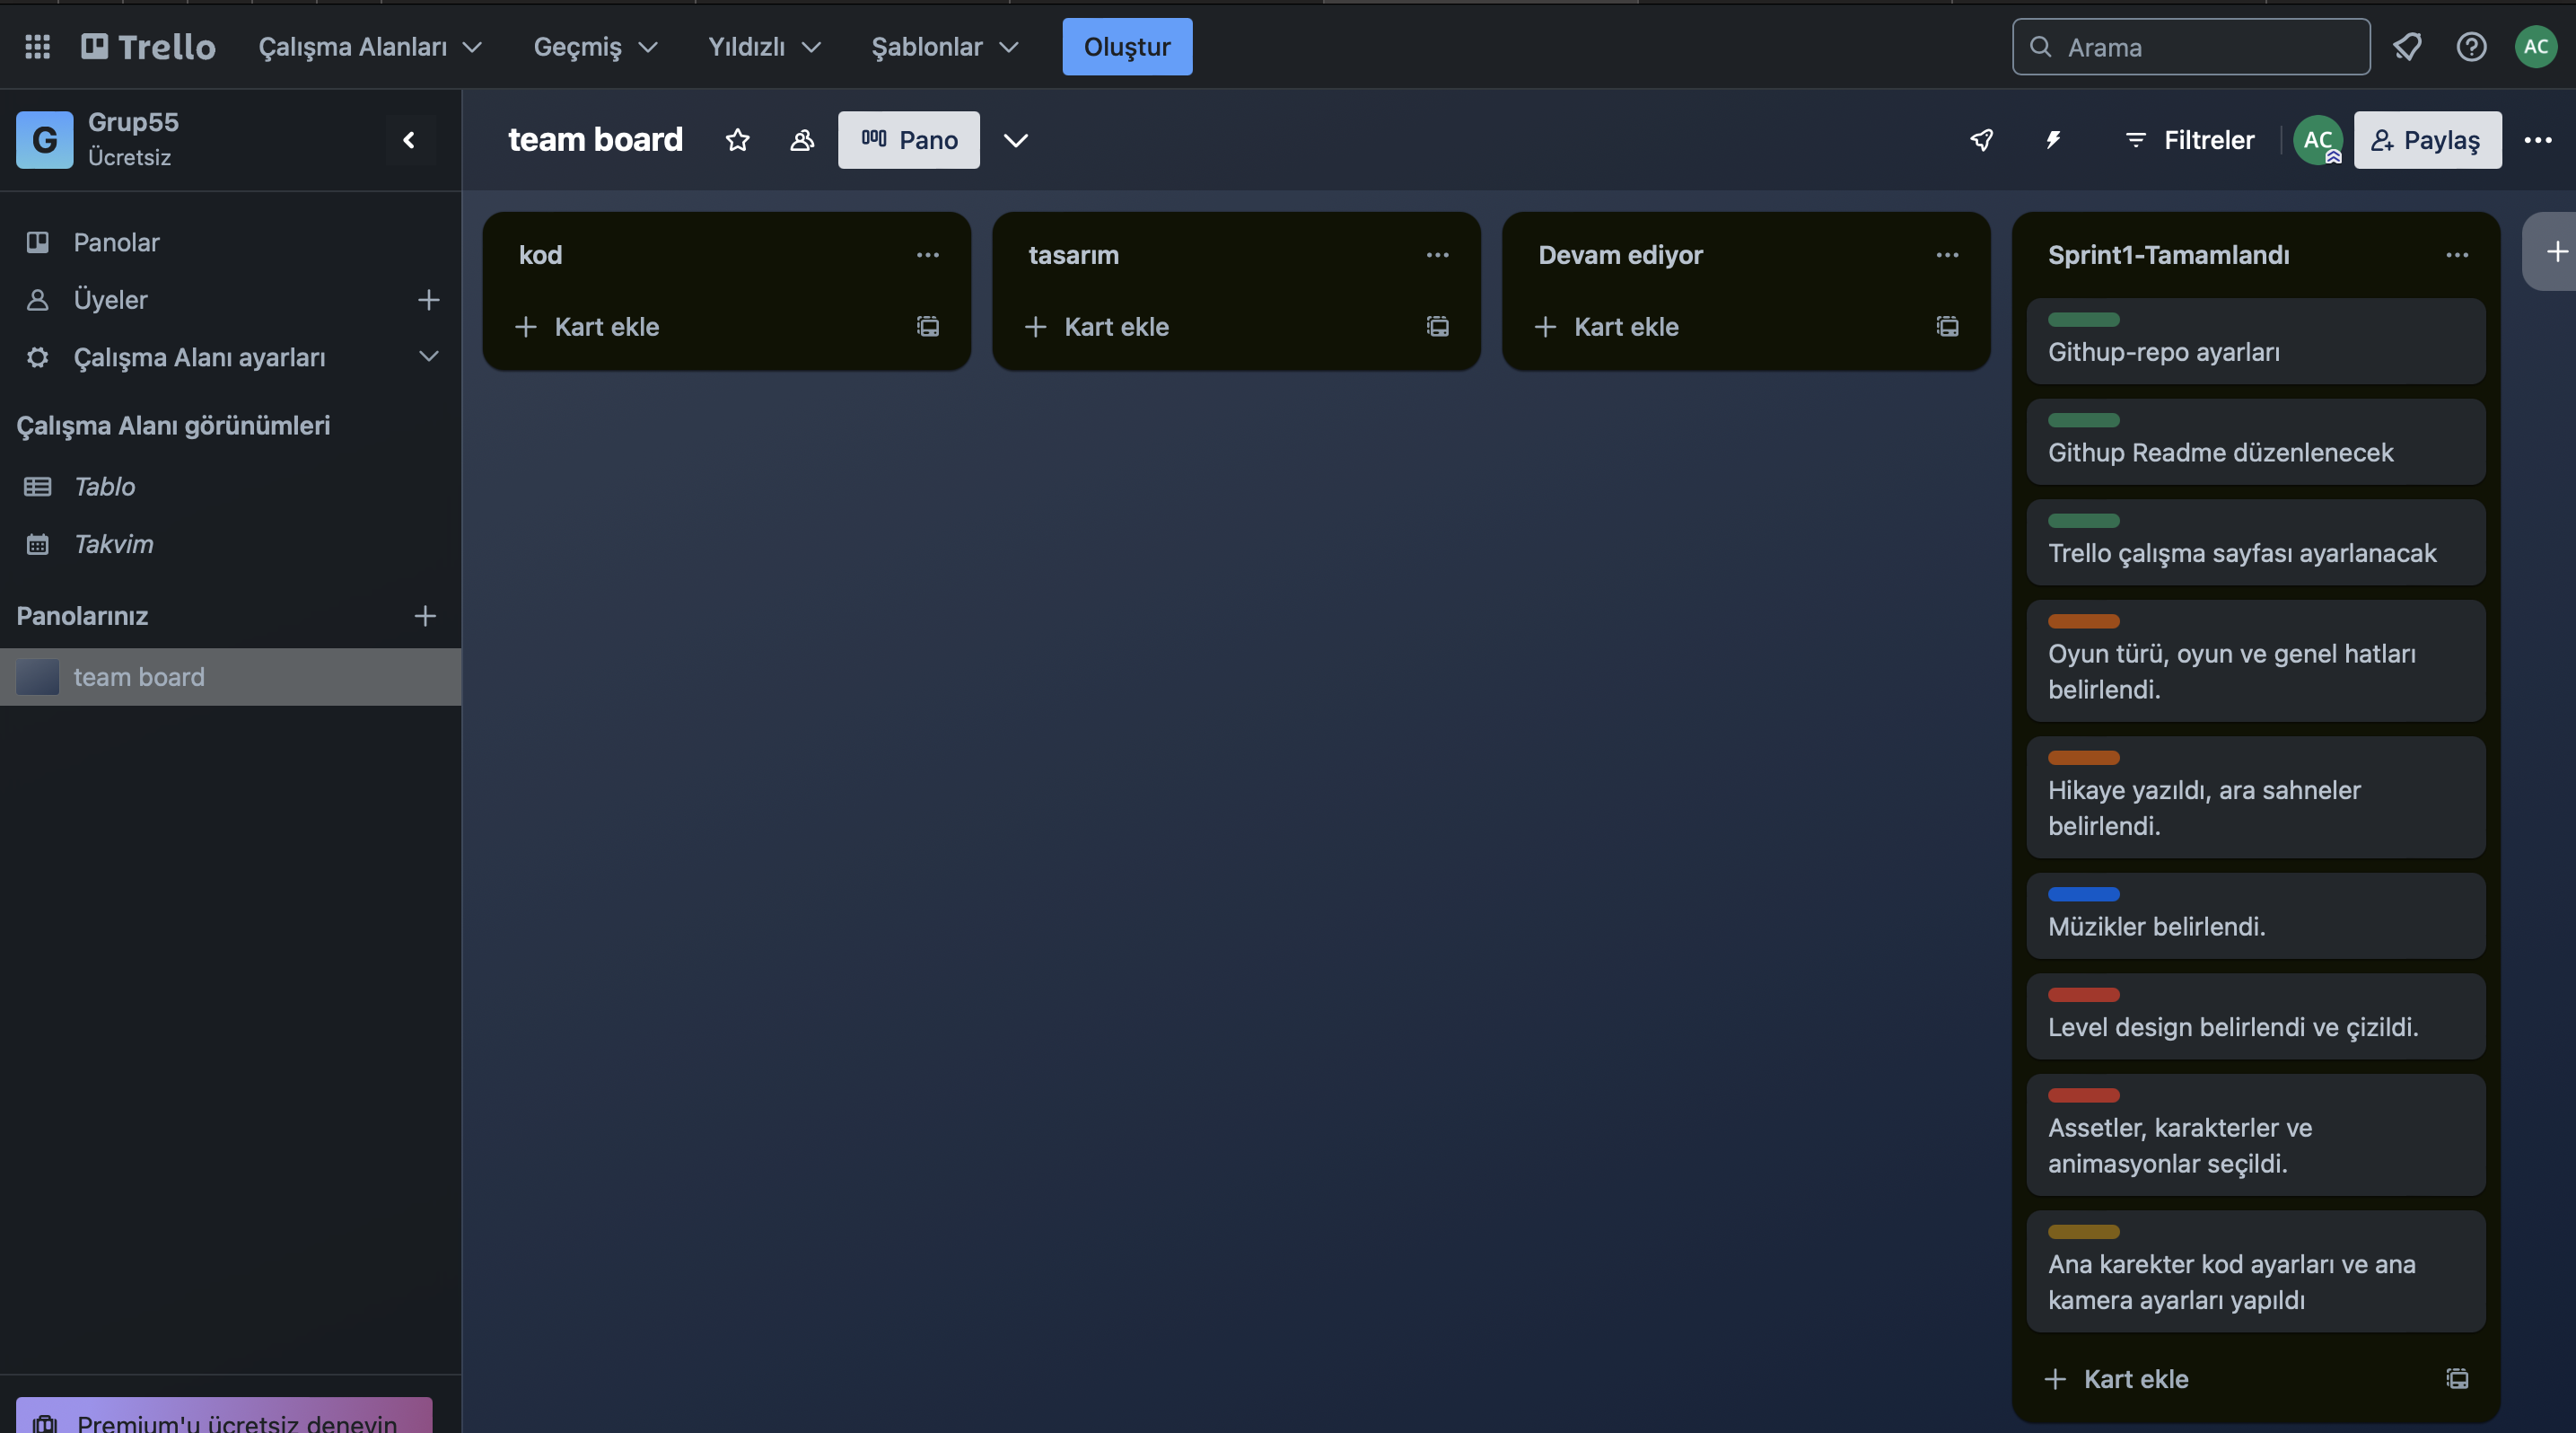 Trello
Çalışma Alanları
Geçmiş
Yıldızlı
Şablonlar
Oluştur
Arama
AC
G
Grup55
Ücretsiz
team board
Pano
Filtreler
AC
Paylaş
Panolar
Üyeler
Çalışma Alanı ayarları
Çalışma Alanı görünümleri
Tablo
Takvim
Panolarınız
team board
Premium'u ücretsiz deneyin
kod
Kart ekle
tasarım
Kart ekle
Devam ediyor
Kart ekle
Sprint1-Tamamlandı
Githup-repo ayarları
Githup Readme düzenlenecek
Trello çalışma sayfası ayarlanacak
Oyun türü, oyun ve genel hatları
belirlendi.
Hikaye yazıldı, ara sahneler
belirlendi.
Müzikler belirlendi.
Level design belirlendi ve çizildi.
Assetler, karakterler ve
animasyonlar seçildi.
Ana karekter kod ayarları ve ana
kamera ayarları yapıldı
Kart ekle